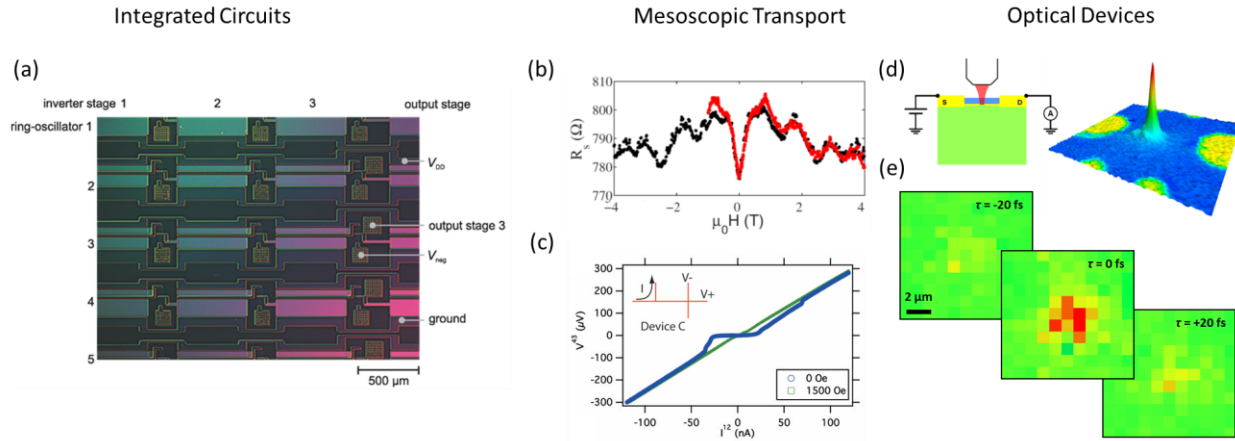 Integrated Circuits
Mesoscopic Transport
Optical Devices
(a)
inverter stage 1
2
3
output stage
ring-oscillator 1
2
3
4
5
V_DD
output stage 3
V_neg
ground
500 µm
(b)
810
800
790
780
770
R_s (Ω)
−4
−2
0
2
4
µ₀H (T)
(c)
300
200
100
0
-100
-200
-300
V⁴³ (µV)
I
V-
V+
Device C
0 Oe
1500 Oe
-100
-50
0
50
100
I¹² (nA)
(d)
S
D
A
(e)
τ = -20 fs
2 µm
τ = 0 fs
τ = +20 fs